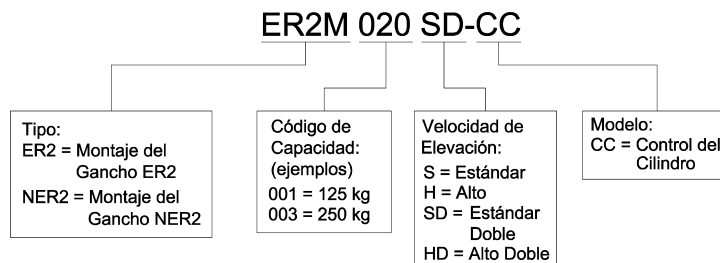 ER2M 020 SD-CC
Tipo:
ER2 = Montaje del
Gancho ER2
NER2 = Montaje del
Gancho NER2
Código de
Capacidad:
(ejemplos)
001 = 125 kg
003 = 250 kg
Velocidad de
Elevación:
S = Estándar
H = Alto
SD = Estándar
Doble
HD = Alto Doble
Modelo:
CC = Control del
Cilindro